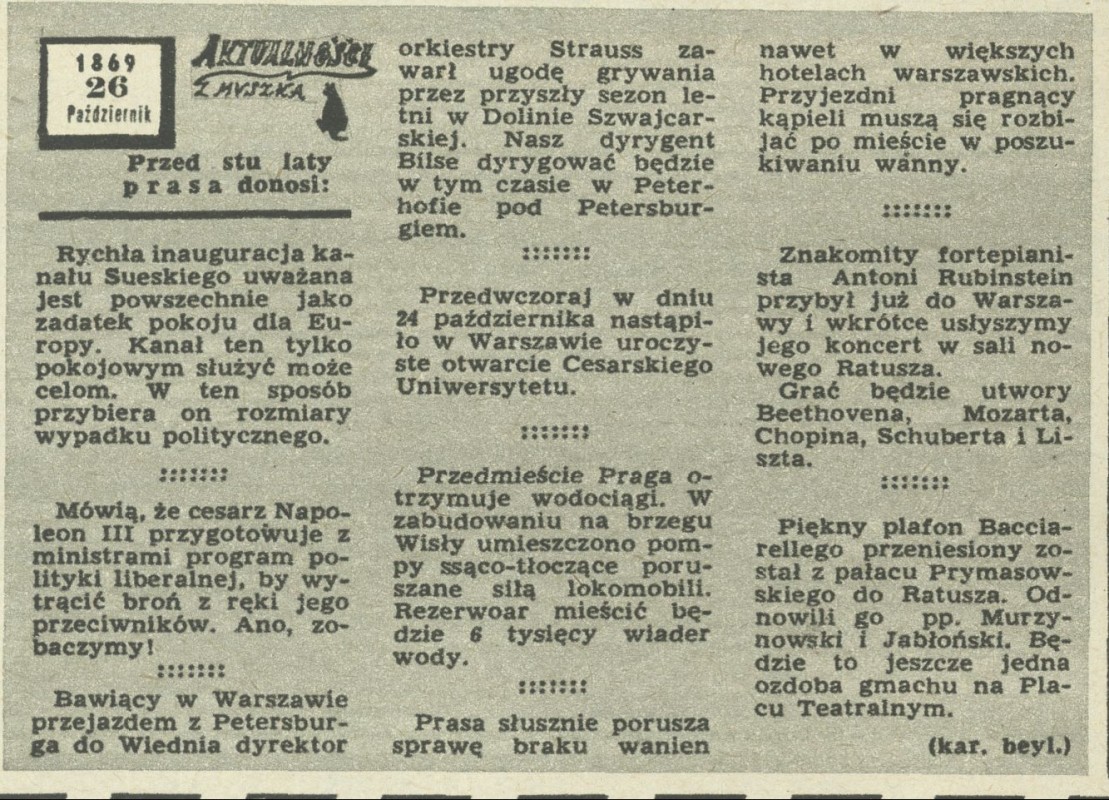 1869
26
Październik
AKTUALNOŚCI
Z MYSZKĄ
Przed stu laty
prasa donosi:
Rychła inauguracja ka-
nału Sueskiego uważana
jest powszechnie jako
zadatek pokoju dla Eu-
ropy. Kanał ten tylko
pokojowym służyć może
celom. W ten sposób
przybiera on rozmiary
wypadku politycznego.
Mówią, że cesarz Napo-
leon III przygotowuje z
ministrami program po-
lityki liberalnej, by wy-
trącić broń z ręki jego
przeciwników. Ano, zo-
baczymy!
Bawiący w Warszawie
przejazdem z Petersbur-
ga do Wiednia dyrektor
orkiestry Strauss za-
warł ugodę grywania
przez przyszły sezon le-
tni w Dolinie Szwajcar-
skiej. Nasz dyrygent
Bilse dyrygować będzie
w tym czasie w Peter-
hofie pod Petersbur-
giem.
Przedwczoraj w dniu
24 października nastąpi-
ło w Warszawie uroczy-
ste otwarcie Cesarskiego
Uniwersytetu.
Przedmieście Praga o-
trzymuje wodociągi. W
zabudowaniu na brzegu
Wisły umieszczono pom-
py ssąco-tłoczące poru-
szane siłą lokomobili.
Rezerwoar mieścić bę-
dzie 6 tysięcy wiader
wody.
Prasa słusznie porusza
sprawę braku wanien
nawet w większych
hotelach warszawskich.
Przyjezdni pragnący
kąpieli muszą się rozbi-
jać po mieście w poszu-
kiwaniu wanny.
Znakomity fortepiani-
sta Antoni Rubinstein
przybył już do Warsza-
wy i wkrótce usłyszymy
jego koncert w sali no-
wego Ratusza.
Grać będzie utwory
Beethovena, Mozarta,
Chopina, Schuberta i Li-
szta.
Piękny plafon Baccia-
rellego przeniesiony zo-
stał z pałacu Prymasow-
skiego do Ratusza. Od-
nowili go pp. Murzy-
nowski i Jabłoński. Bę-
dzie to jeszcze jedna
ozdoba gmachu na Pla-
cu Teatralnym.
(kar. beyl.)